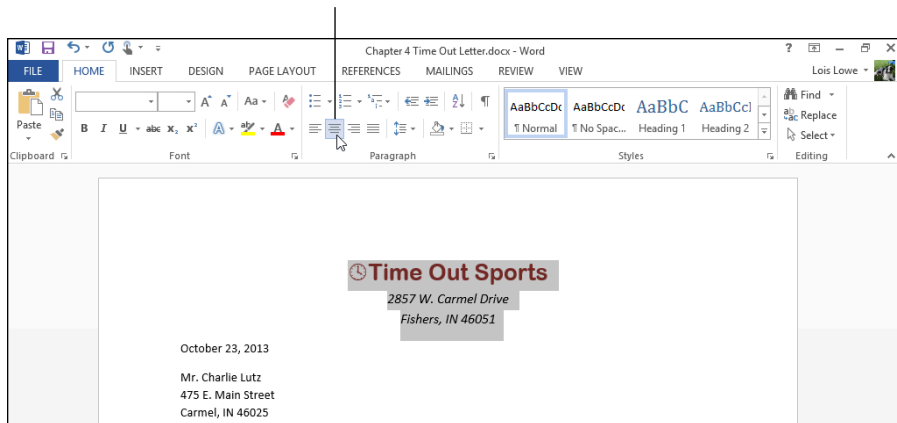 Chapter 4 Time Out Letter.docx - Word
?
FILE HOME INSERT DESIGN PAGE LAYOUT REFERENCES MAILINGS REVIEW VIEW Lois Lowe
Paste
A A Aa
B I U abc X₂ X² A aby A
AaBbCcDc AaBbCcDc AaBbC AaBbCcI
¶ Normal ¶ No Spac... Heading 1 Heading 2
Find
Replace
Select
Clipboard Font Paragraph Styles Editing
Time Out Sports
2857 W. Carmel Drive
Fishers, IN 46051
October 23, 2013
Mr. Charlie Lutz
475 E. Main Street
Carmel, IN 46025